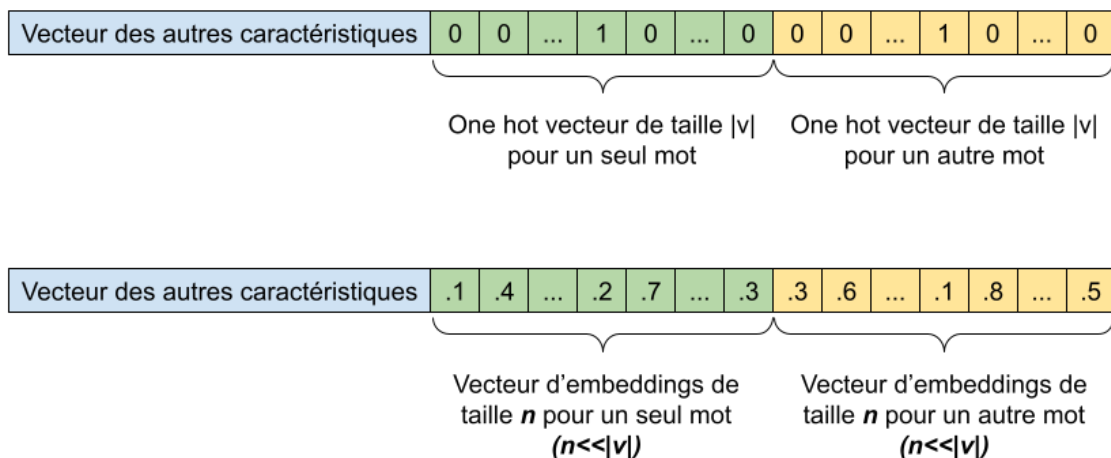 Vecteur des autres caractéristiques 0 0 ... 1 0 ... 0 0 0 ... 1 0 ... 0
One hot vecteur de taille |v| One hot vecteur de taille |v|
pour un seul mot pour un autre mot
Vecteur des autres caractéristiques .1 .4 ... .2 .7 ... .3 .3 .6 ... .1 .8 ... .5
Vecteur d'embeddings de Vecteur d'embeddings de
taille n pour un seul mot taille n pour un autre mot
(n<<|v|) (n<<|v|)